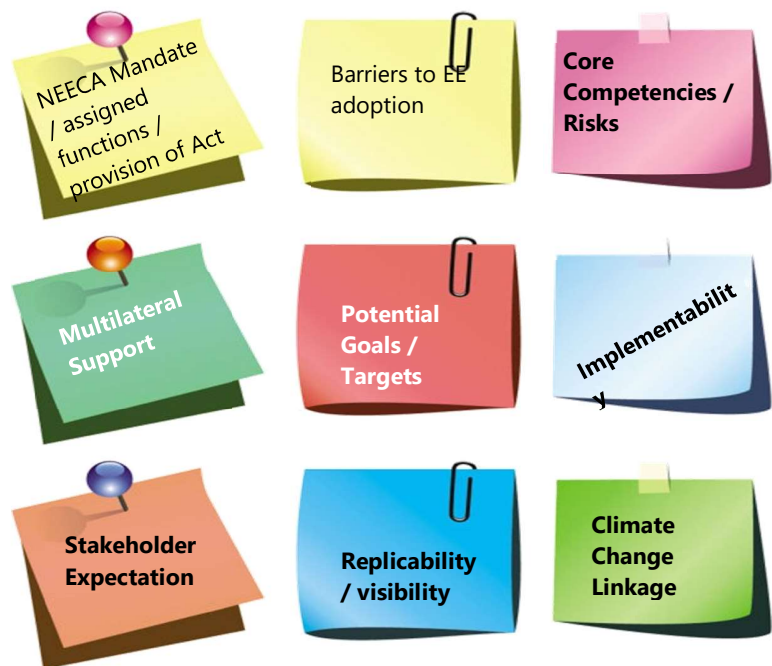 NEECA Mandate
/ assigned
functions /
provision of Act
Barriers to EE
adoption
Core
Competencies /
Risks
Multilateral
Support
Potential
Goals /
Targets
Implementabilit
y
Stakeholder
Expectation
Replicability
/ visibility
Climate
Change
Linkage